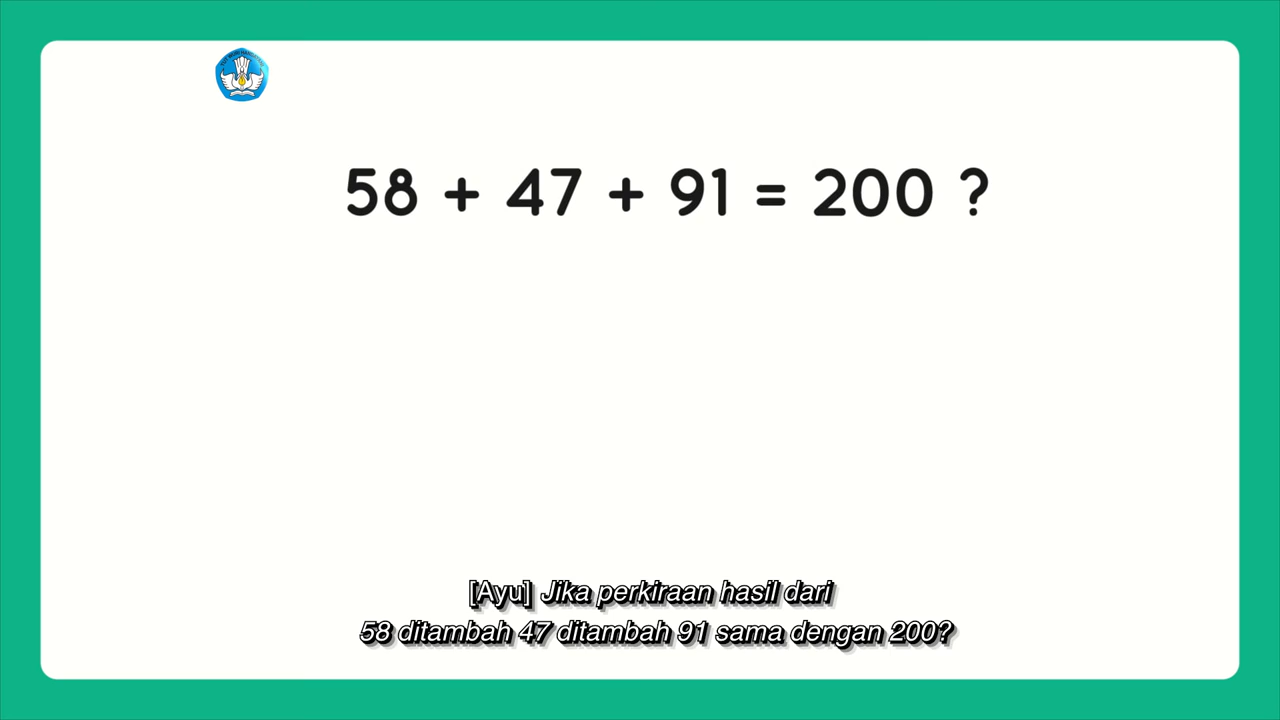 58 + 47 + 91 = 200 ?
[Ayu] Jika perkiraan hasil dari
58 ditambah 47 ditambah 91 sama dengan 200?